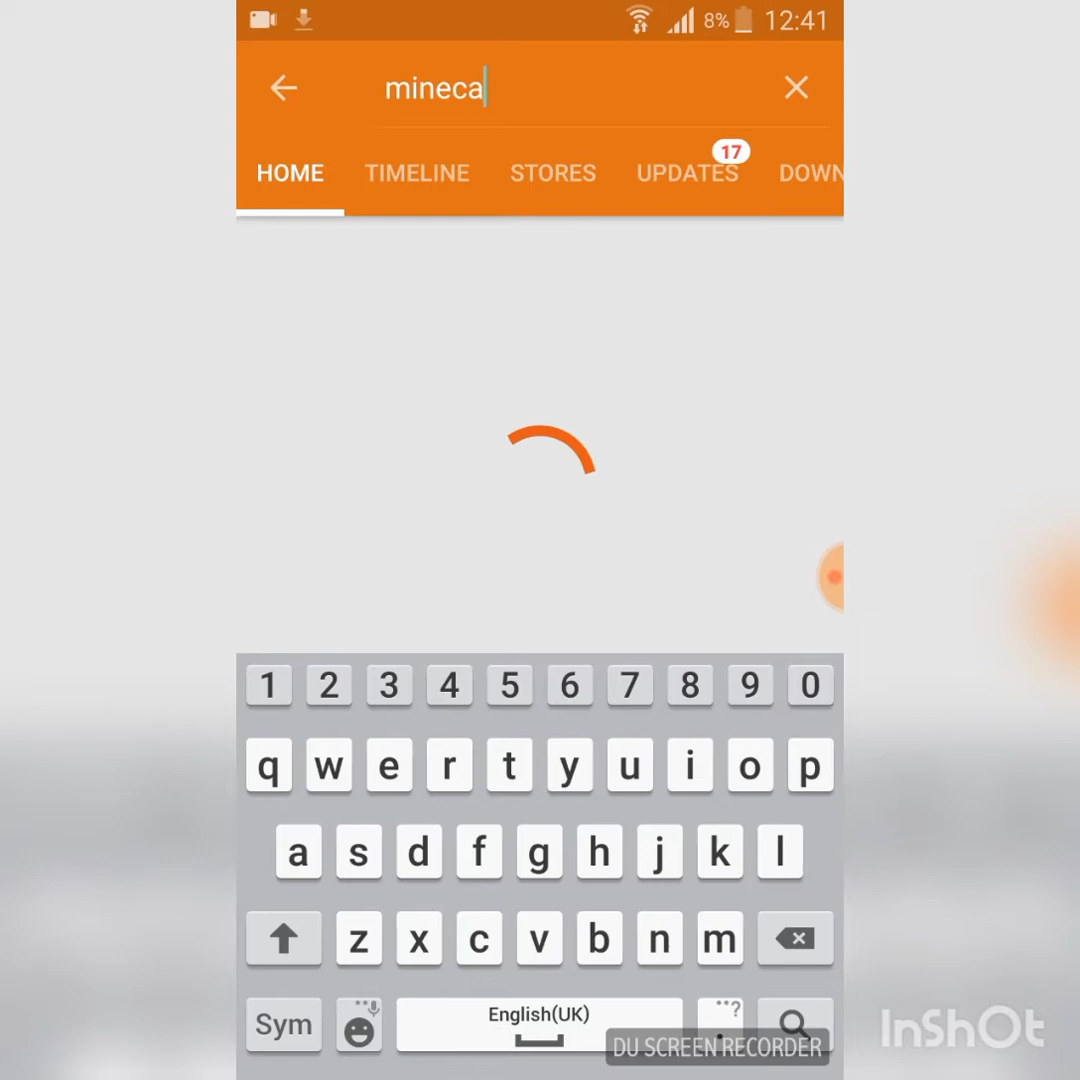 8% 12:41
mineca
17
HOME TIMELINE STORES UPDATES DOWN
1 2 3 4 5 6 7 8 9 0
q w e r t y u i o p
a s d f g h j k l
z x c v b n m
Sym English(UK) . ?
DU SCREEN RECORDER
InShOt